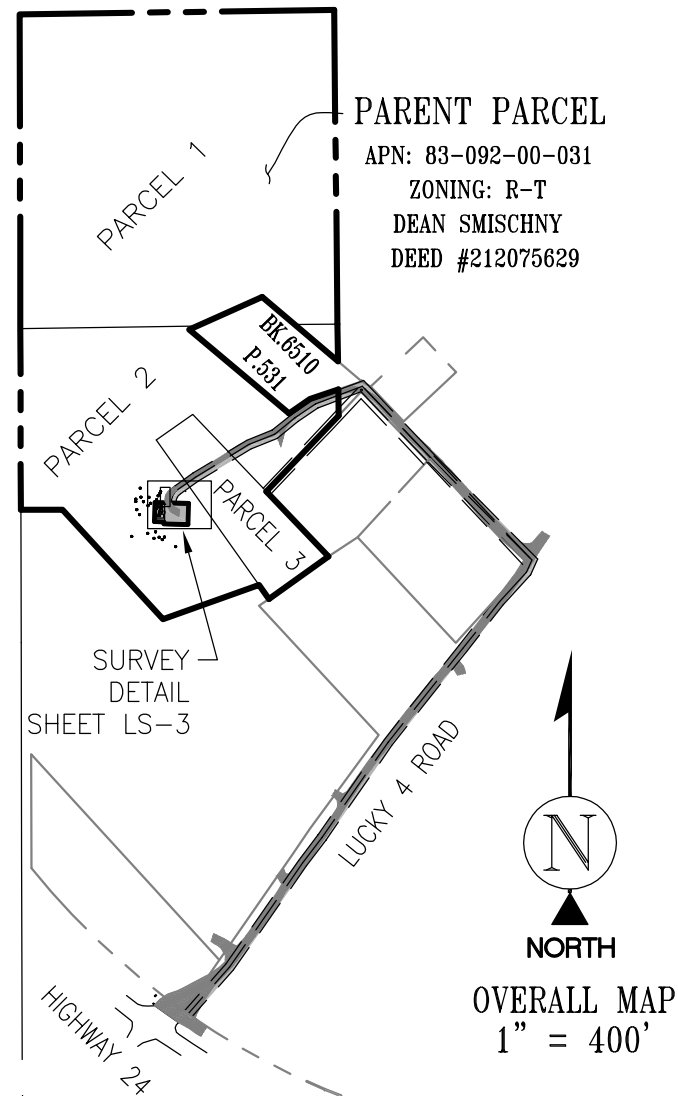 PARENT PARCEL
APN: 83-092-00-031
ZONING: R-T
DEAN SMISCHNY
DEED #212075629
PARCEL 1
BK.6510
P.531
PARCEL 2
PARCEL 3
SURVEY
DETAIL
SHEET LS-3
LUCKY 4 ROAD
N
NORTH
OVERALL MAP
1" = 400'
HIGHWAY 24